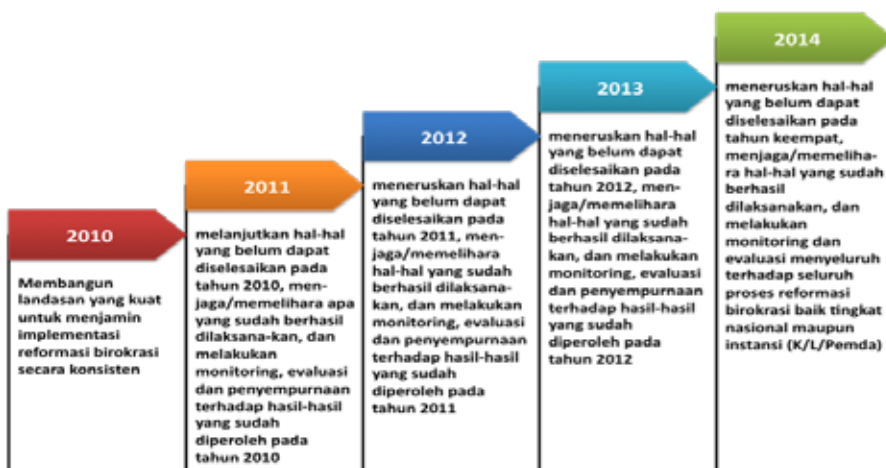 2010
Membangun
landasan yang kuat
untuk menjamin
implementasi
reformasi birokrasi
secara konsisten
2011
melanjutkan hal-hal
yang belum dapat
diselesaikan pada
tahun 2010, men-
jaga/memelihara apa
yang sudah berhasil
dilaksana-kan, dan
melakukan
monitoring, evaluasi
dan penyempurnaan
terhadap hasil-hasil
yang sudah
diperoleh pada
tahun 2010
2012
meneruskan hal-hal
yang belum dapat
diselesaikan pada
tahun 2011, men-
jaga/memelihara
hal-hal yang sudah
berhasil dilaksana-
kan, dan melakukan
monitoring, evaluasi
dan penyempurnaan
terhadap hasil-hasil
yang sudah
diperoleh pada
tahun 2011
2013
meneruskan hal-hal
yang belum dapat
diselesaikan pada
tahun 2012, men-
jaga/memelihara
hal-hal yang sudah
berhasil dilaksana-
kan, dan melakukan
monitoring, evaluasi
dan penyempurnaan
terhadap hasil-hasil
yang sudah
diperoleh pada
tahun 2012
2014
meneruskan hal-hal
yang belum dapat
diselesaikan pada
tahun keempat,
menjaga/memeliha-
ra hal-hal yang sudah
berhasil
dilaksanakan, dan
melakukan
monitoring dan
evaluasi menyeluruh
terhadap seluruh
proses reformasi
birokrasi baik tingkat
nasional maupun
instansi (K/L/Pemda)